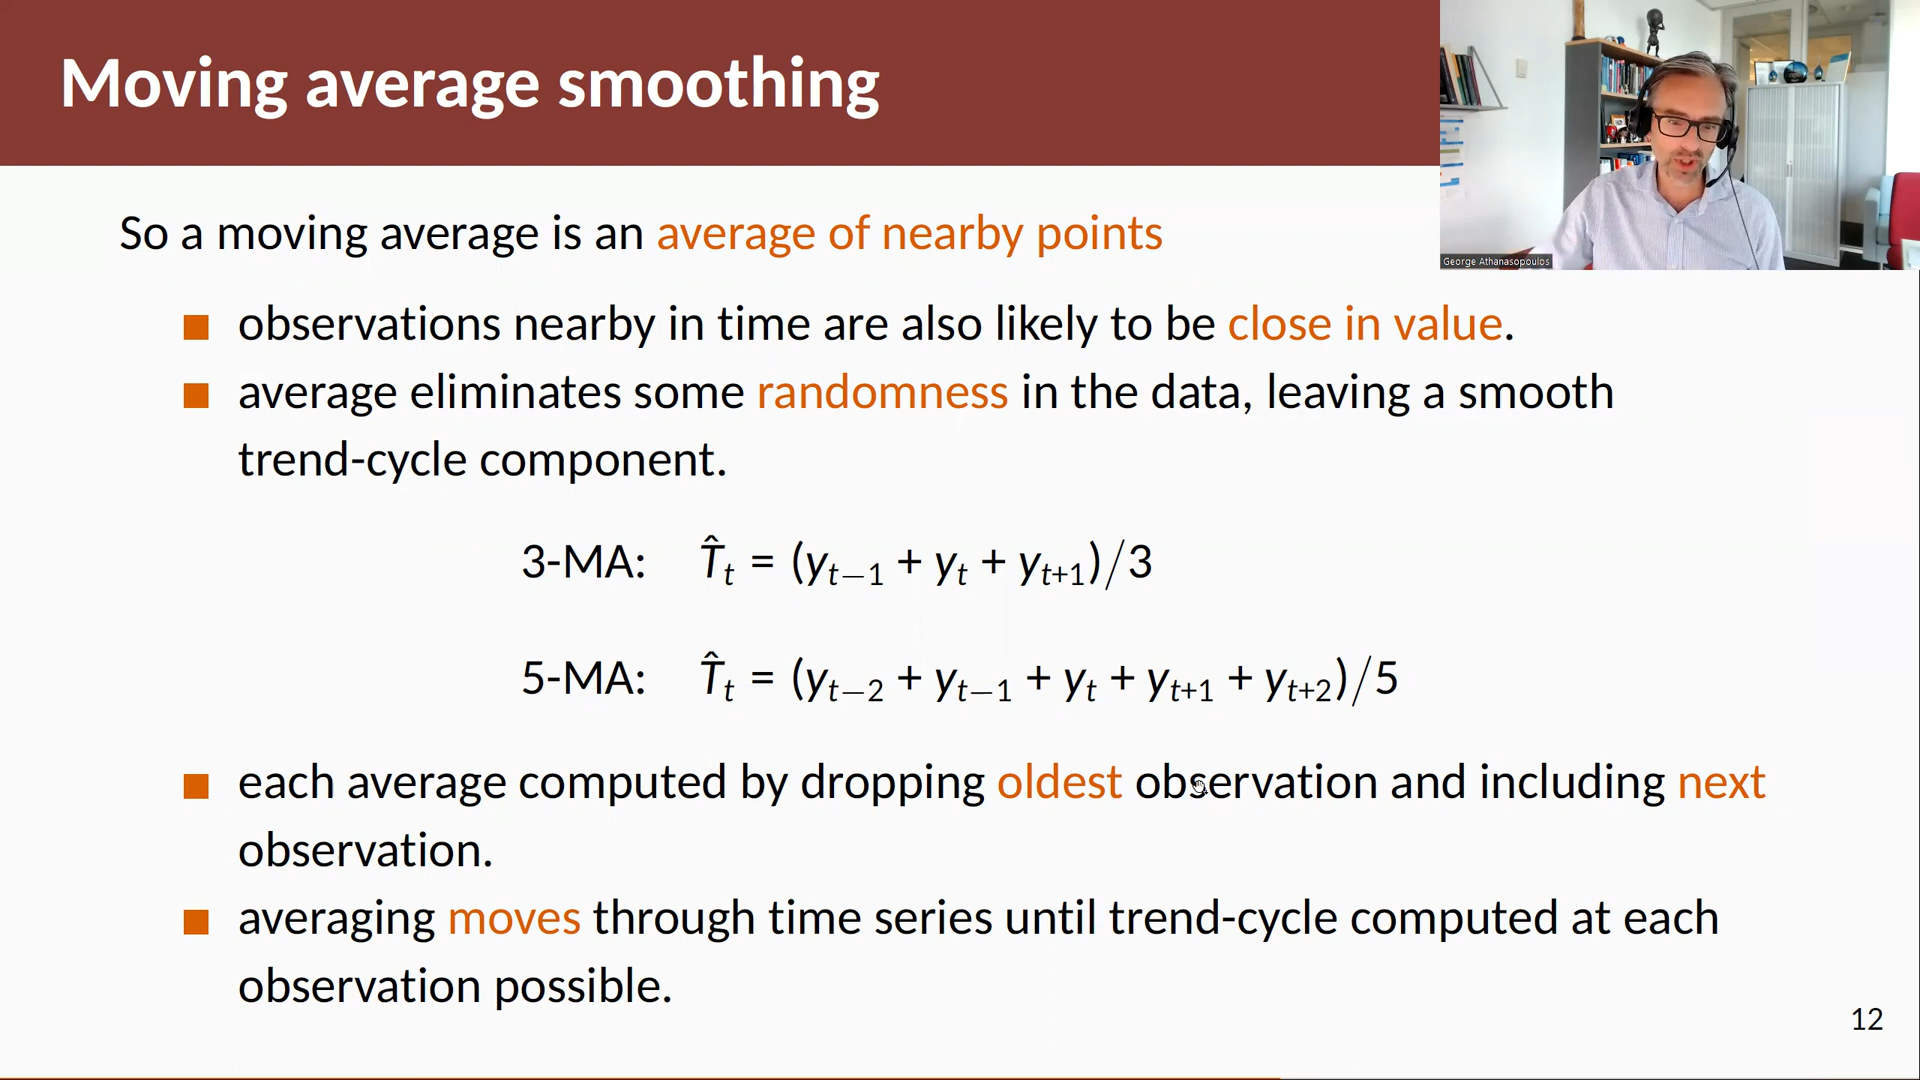 Moving average smoothing
George Athanasopoulos
So a moving average is an average of nearby points
■ observations nearby in time are also likely to be close in value.
■ average eliminates some randomness in the data, leaving a smooth
trend-cycle component.
3-MA: T̂ₜ = (yₜ₋₁ + yₜ + yₜ₊₁)/3
5-MA: T̂ₜ = (yₜ₋₂ + yₜ₋₁ + yₜ + yₜ₊₁ + yₜ₊₂)/5
■ each average computed by dropping oldest observation and including next
observation.
■ averaging moves through time series until trend-cycle computed at each
observation possible.
12